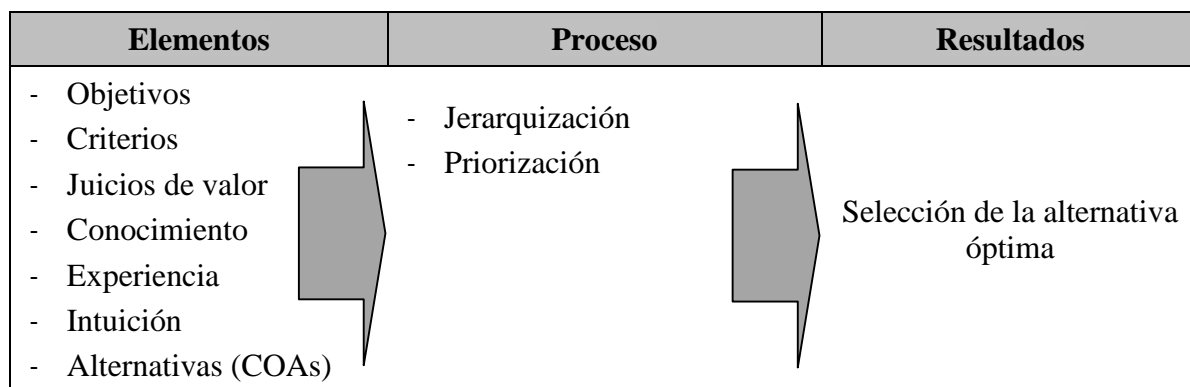 Elementos
Proceso
Resultados
- Objetivos
- Criterios
- Juicios de valor
- Conocimiento
- Experiencia
- Intuición
- Alternativas (COAs)
- Jerarquización
- Priorización
Selección de la alternativa
óptima